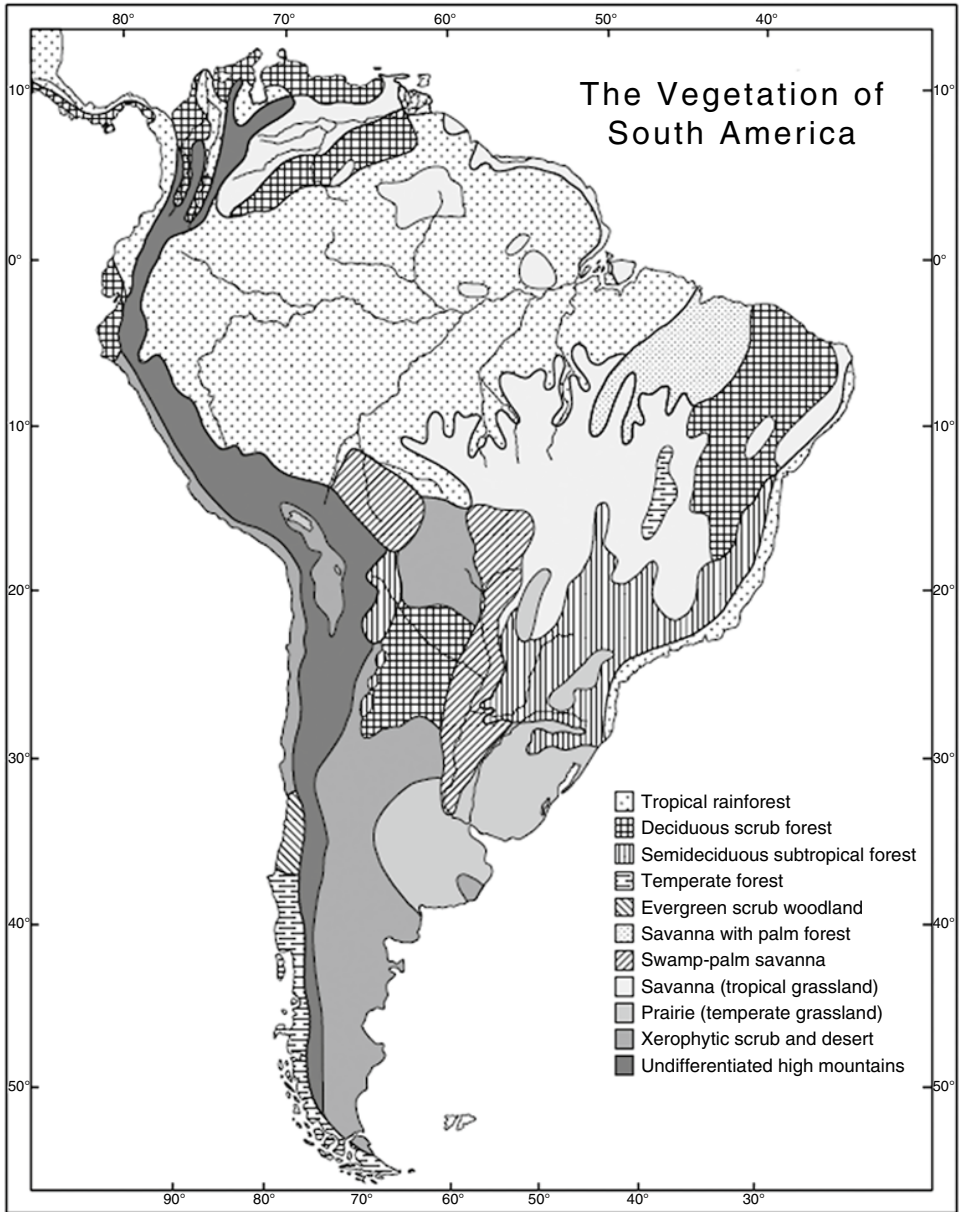 80° 70° 60° 50° 40°
The Vegetation of
South America
10° 10°
0° 0°
10° 10°
20° 20°
30° 30°
Tropical rainforest
Deciduous scrub forest
Semideciduous subtropical forest
Temperate forest
Evergreen scrub woodland
Savanna with palm forest
Swamp-palm savanna
Savanna (tropical grassland)
Prairie (temperate grassland)
Xerophytic scrub and desert
Undifferentiated high mountains
40° 40°
50° 50°
90° 80° 70° 60° 50° 40° 30°